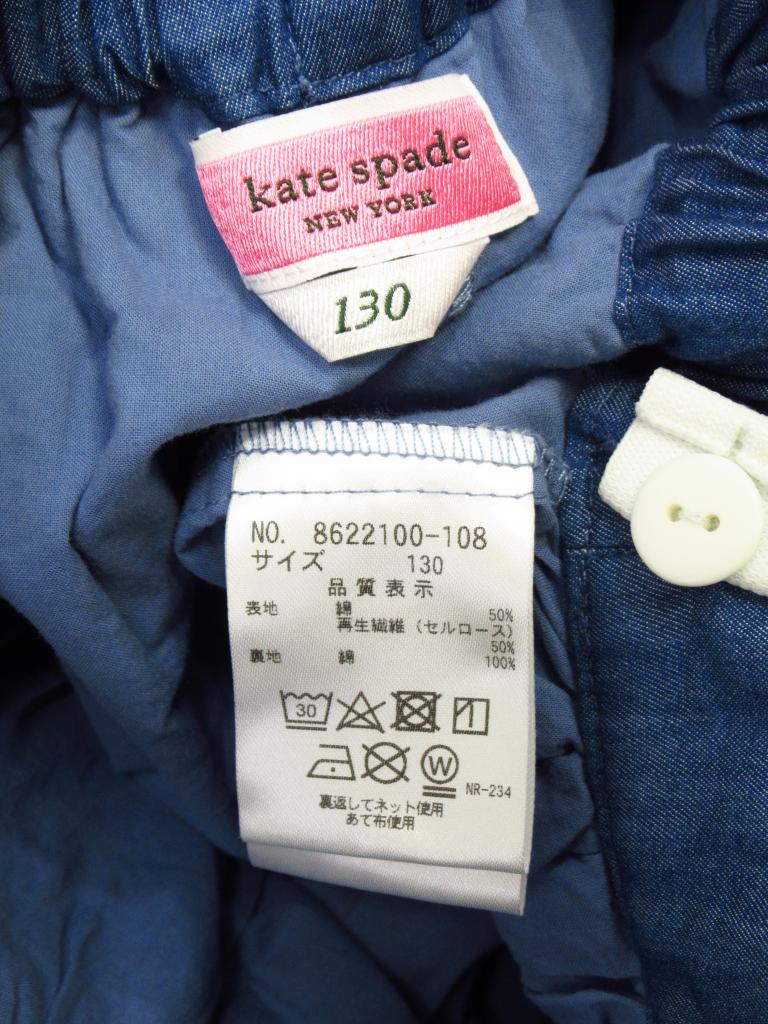 kate spade
NEW YORK
130
NO. 8622100-108
サイズ 130
品質表示
表地 綿 50%
再生繊維（セルロース）
50%
裏地 綿 100%
30
W
NR-234
裏返してネット使用
あて布使用